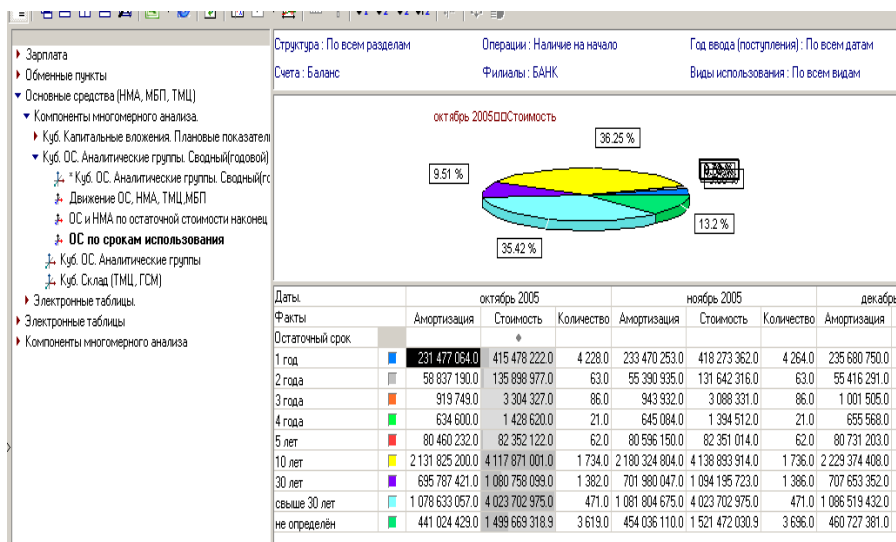 Зарплата
Обменные пункты
Основные средства (НМА, МБП, ТМЦ)
Компоненты многомерного анализа.
Куб. Капитальные вложения. Плановые показател
Куб. ОС. Аналитические группы. Сводный(годовой)
* Куб. ОС. Аналитические группы. Сводный(гс
Движение ОС, НМА, ТМЦ,МБП
ОС и НМА по остаточной стоимости наконец
ОС по срокам использования
Куб. ОС. Аналитические группы
Куб. Склад (ТМЦ, ГСМ)
Электронные таблицы.
Электронные таблицы
Компоненты многомерного анализа
Структура : По всем разделам Операции : Наличие на начало Год ввода (поступления) : По всем датам
Счета : Баланс Филиалы : БАНК Виды использования : По всем видам
октябрь 2005□□Стоимость
36.25 %
9.51 %
13.2 %
35.42 %
Даты. октябрь 2005 ноябрь 2005 декабрь
Факты Амортизация Стоимость Количество Амортизация Стоимость Количество Амортизация
Остаточный срок
1 год 231 477 064.0 415 478 222.0 4 228.0 233 470 253.0 418 273 362.0 4 264.0 235 680 750.0
2 года 58 837 190.0 135 898 977.0 63.0 55 390 935.0 131 642 316.0 63.0 55 416 291.0
3 года 919 749.0 3 304 327.0 86.0 943 932.0 3 088 331.0 86.0 1 001 505.0
4 года 634 600.0 1 428 620.0 21.0 645 084.0 1 394 512.0 21.0 655 568.0
5 лет 80 460 232.0 82 352 122.0 62.0 80 596 150.0 82 351 014.0 62.0 80 731 203.0
10 лет 2 131 825 200.0 4 117 871 001.0 1 734.0 2 180 324 804.0 4 138 893 914.0 1 736.0 2 229 374 408.0
30 лет 695 787 421.0 1 080 758 099.0 1 382.0 701 980 047.0 1 094 195 723.0 1 386.0 707 653 352.0
свыше 30 лет 1 078 633 057.0 4 023 702 975.0 471.0 1 081 804 675.0 4 023 702 975.0 471.0 1 086 519 432.0
не определён 441 024 429.0 1 499 669 318.9 3 619.0 454 036 110.0 1 521 472 030.9 3 696.0 460 727 381.0